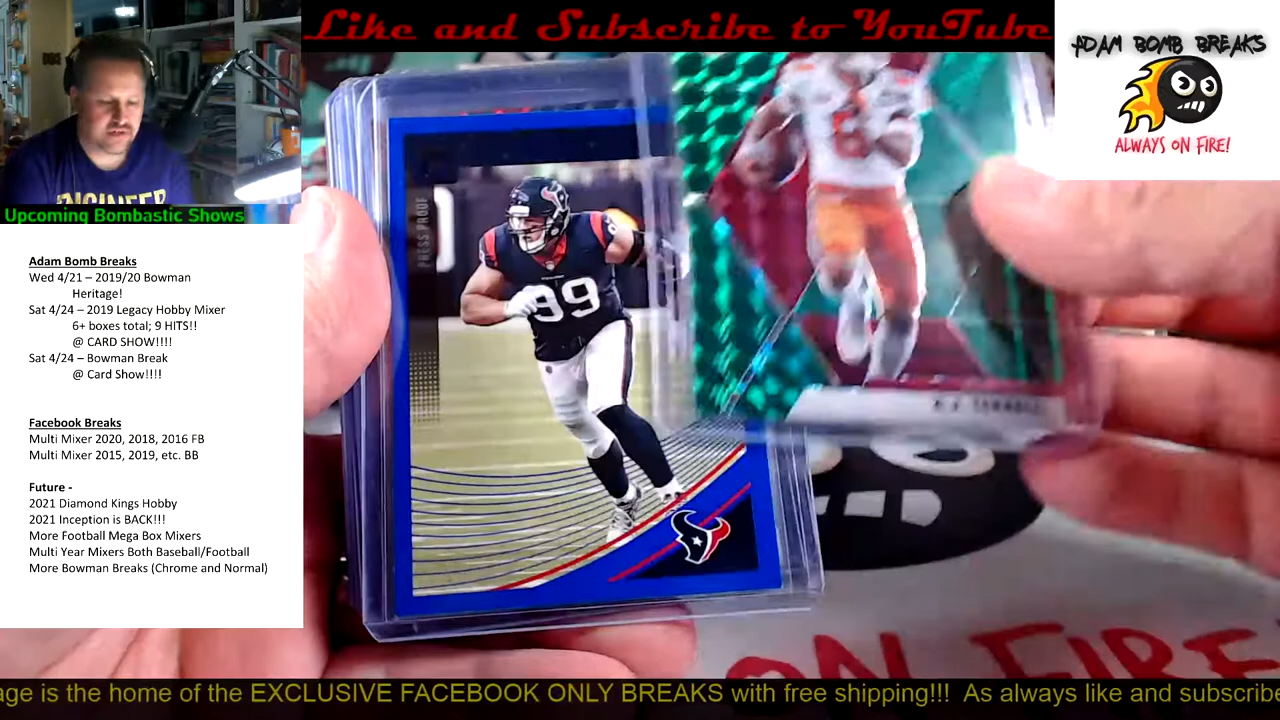 Like and Subscribe to YouTube
ADAM BOMB BREAKS
ALWAYS ON FIRE!
ENGINEER
Upcoming Bombastic Shows
Adam Bomb Breaks
Wed 4/21 – 2019/20 Bowman
Heritage!
Sat 4/24 – 2019 Legacy Hobby Mixer
6+ boxes total; 9 HITS!!
@ CARD SHOW!!!!
Sat 4/24 – Bowman Break
@ Card Show!!!!
Facebook Breaks
Multi Mixer 2020, 2018, 2016 FB
Multi Mixer 2015, 2019, etc. BB
Future -
2021 Diamond Kings Hobby
2021 Inception is BACK!!!
More Football Mega Box Mixers
Multi Year Mixers Both Baseball/Football
More Bowman Breaks (Chrome and Normal)
PRESS PROOF
99
8
ON FIRE!
age is the home of the EXCLUSIVE FACEBOOK ONLY BREAKS with free shipping!!! As always like and subscribe